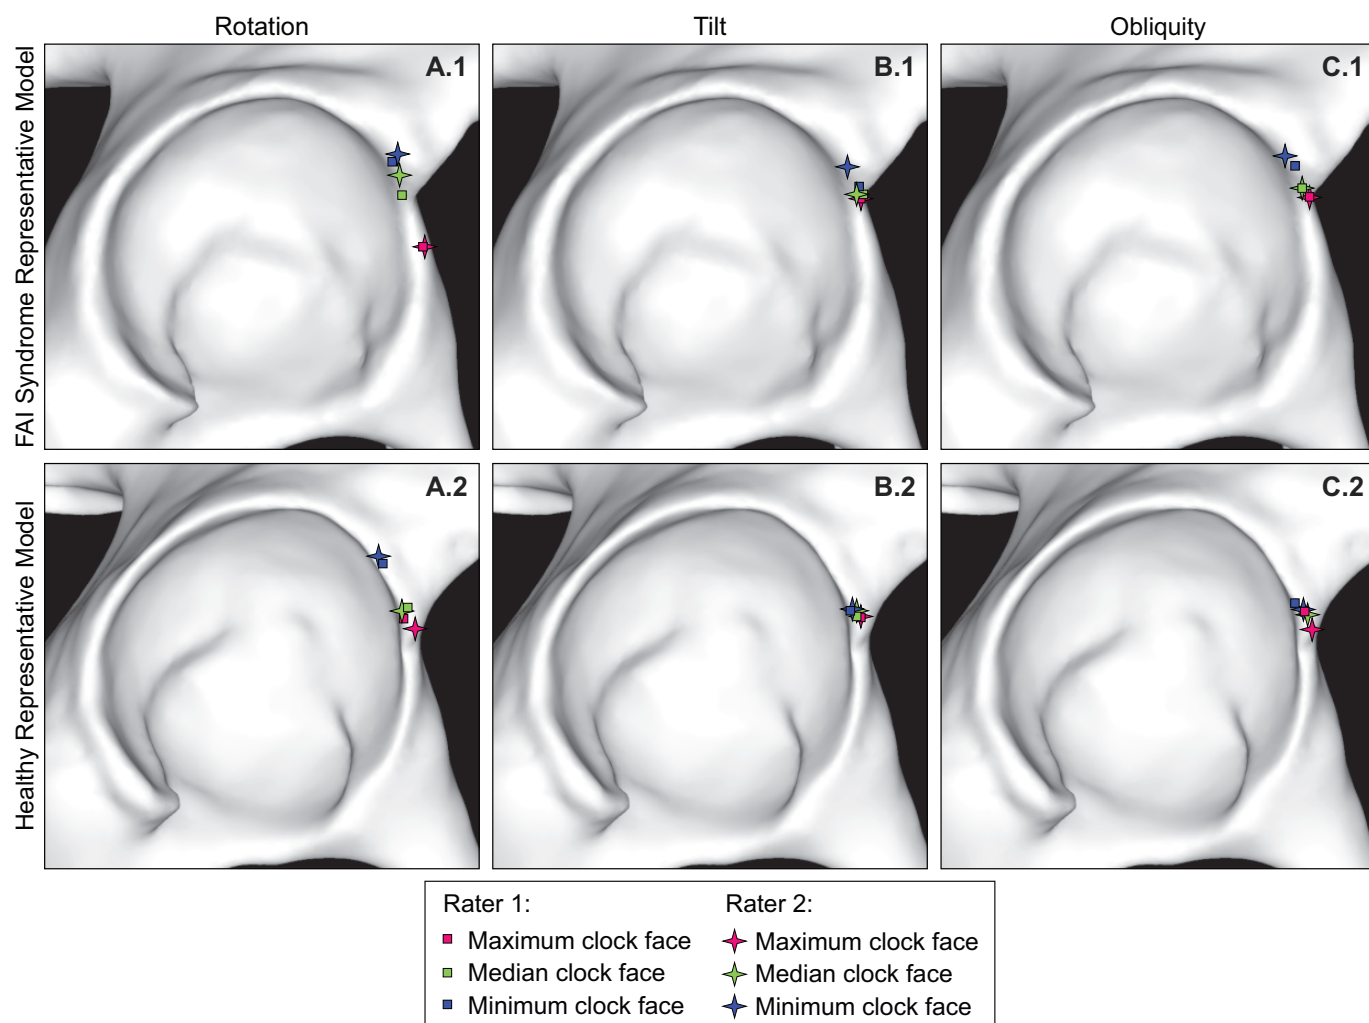 Rotation
Tilt
Obliquity
FAI Syndrome Representative Model
A.1
B.1
C.1
Healthy Representative Model
A.2
B.2
C.2
Rater 1:
Maximum clock face
Median clock face
Minimum clock face
Rater 2:
Maximum clock face
Median clock face
Minimum clock face